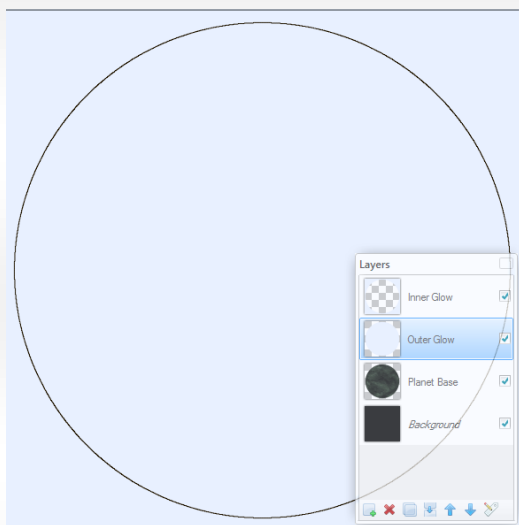 Layers
Inner Glow
Outer Glow
Planet Base
Background